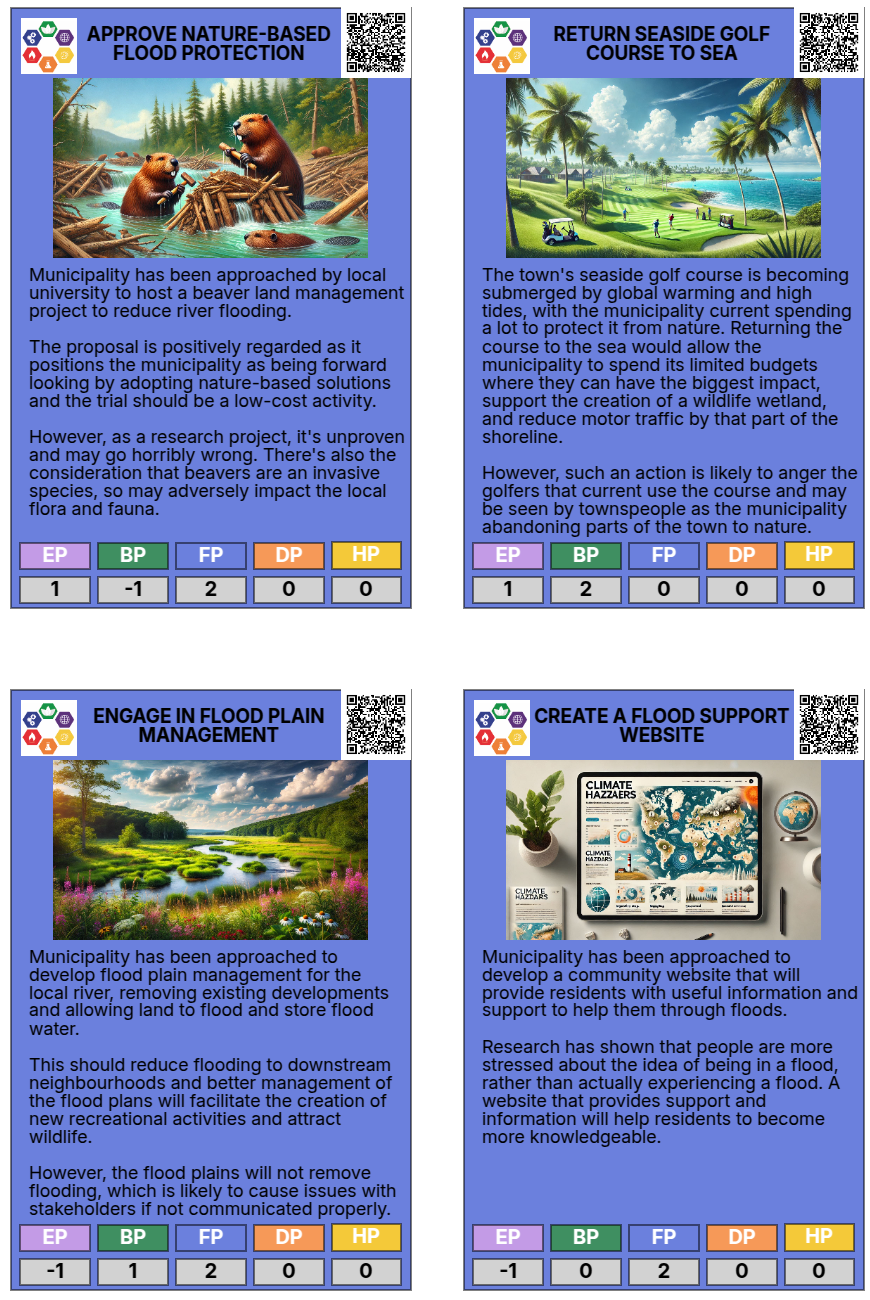 APPROVE NATURE-BASED
FLOOD PROTECTION
Municipality has been approached by local
university to host a beaver land management
project to reduce river flooding.
The proposal is positively regarded as it
positions the municipality as being forward
looking by adopting nature-based solutions
and the trial should be a low-cost activity.
However, as a research project, it's unproven
and may go horribly wrong. There's also the
consideration that beavers are an invasive
species, so may adversely impact the local
flora and fauna.
EP BP FP DP HP
1 -1 2 0 0
RETURN SEASIDE GOLF
COURSE TO SEA
The town's seaside golf course is becoming
submerged by global warming and high
tides, with the municipality current spending
a lot to protect it from nature. Returning the
course to the sea would allow the
municipality to spend its limited budgets
where they can have the biggest impact,
support the creation of a wildlife wetland,
and reduce motor traffic by that part of the
shoreline.
However, such an action is likely to anger the
golfers that current use the course and may
be seen by townspeople as the municipality
abandoning parts of the town to nature.
EP BP FP DP HP
1 2 0 0 0
ENGAGE IN FLOOD PLAIN
MANAGEMENT
Municipality has been approached to
develop flood plain management for the
local river, removing existing developments
and allowing land to flood and store flood
water.
This should reduce flooding to downstream
neighbourhoods and better management of
the flood plans will facilitate the creation of
new recreational activities and attract
wildlife.
However, the flood plains will not remove
flooding, which is likely to cause issues with
stakeholders if not communicated properly.
EP BP FP DP HP
-1 1 2 0 0
CREATE A FLOOD SUPPORT
WEBSITE
CLIMATE
HAZZAERS
CLIMATE
HAZDARS
CLIMATE
HAZZARS
Municipality has been approached to
develop a community website that will
provide residents with useful information and
support to help them through floods.
Research has shown that people are more
stressed about the idea of being in a flood,
rather than actually experiencing a flood. A
website that provides support and
information will help residents to become
more knowledgeable.
EP BP FP DP HP
-1 0 2 0 0